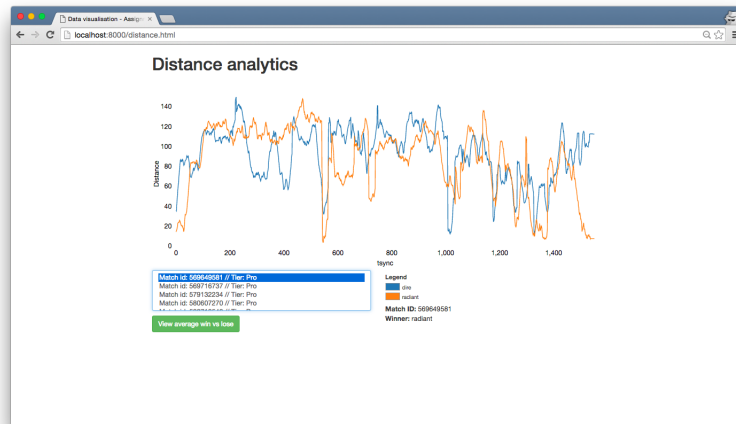 Data visualisation - Assign
localhost:8000/distance.html
Distance analytics
Distance
140
120
100
80
60
40
20
0
0 200 400 600 800 1,000 1,200 1,400
tsync
Match id: 569649581 // Tier: Pro
Match id: 569716737 // Tier: Pro
Match id: 579132234 // Tier: Pro
Match id: 580607270 // Tier: Pro
View average win vs lose
Legend
dire
radiant
Match ID: 569649581
Winner: radiant